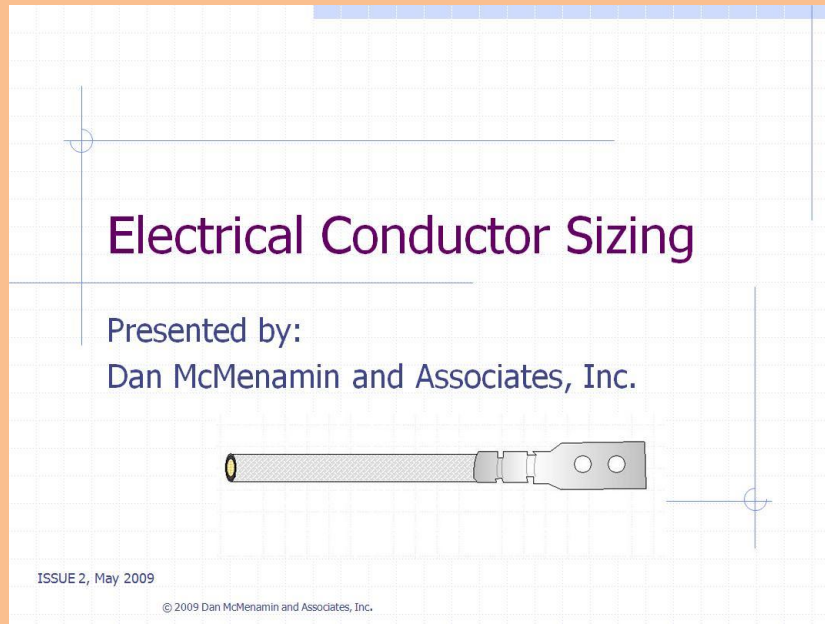 Electrical Conductor Sizing
Presented by:
Dan McMenamin and Associates, Inc.
ISSUE 2, May 2009
© 2009 Dan McMenamin and Associates, Inc.